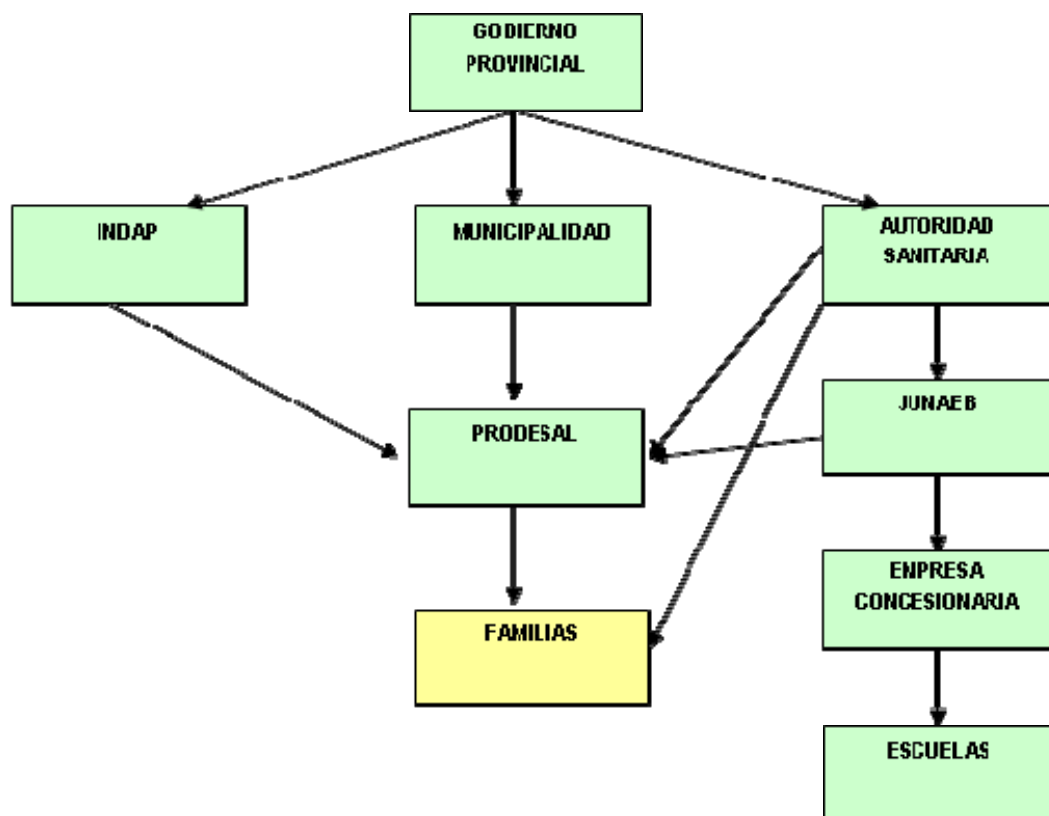 GODIERNO
PROVINCIAL
INDAP
MUNICIPALIDAD
AUTORIDAD
SANITARIA
PRODESAL
JUNAEB
FAMILIAS
ENPRESA
CONCESIONARIA
ESCUELAS